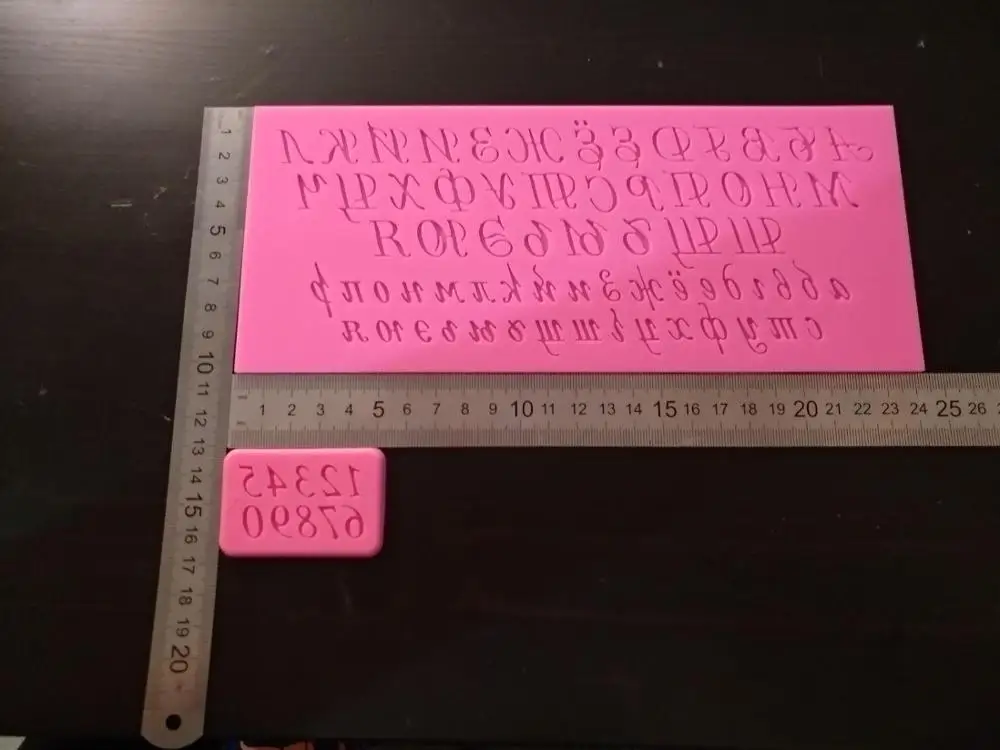 А Б В Г Д Е Ё Ж З И Й К Л
М Н О П Р С Т У Ф Х Ц Ч
Ш Щ Ъ Ы Ь Э Ю Я
а б в г д е ё ж з и й к л м н о п р
с т у ф х ц ч ш щ ъ ы ь э ю я
1 2 3 4 5 6 7 8 9 10 11 12 13 14 15 16 17 18 19 20
1 2 3 4 5 6 7 8 9 10 11 12 13 14 15 16 17 18 19 20 21 22 23 24 25 26
12345
67890